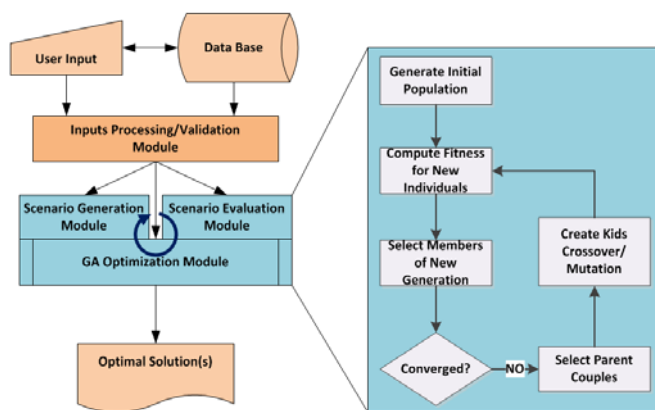 User Input
Data Base
Inputs Processing/Validation
Module
Scenario Generation
Module
Scenario Evaluation
Module
GA Optimization Module
Optimal Solution(s)
Generate Initial
Population
Compute Fitness
for New
Individuals
Select Members
of New
Generation
Converged?
NO
Select Parent
Couples
Create Kids
Crossover/
Mutation